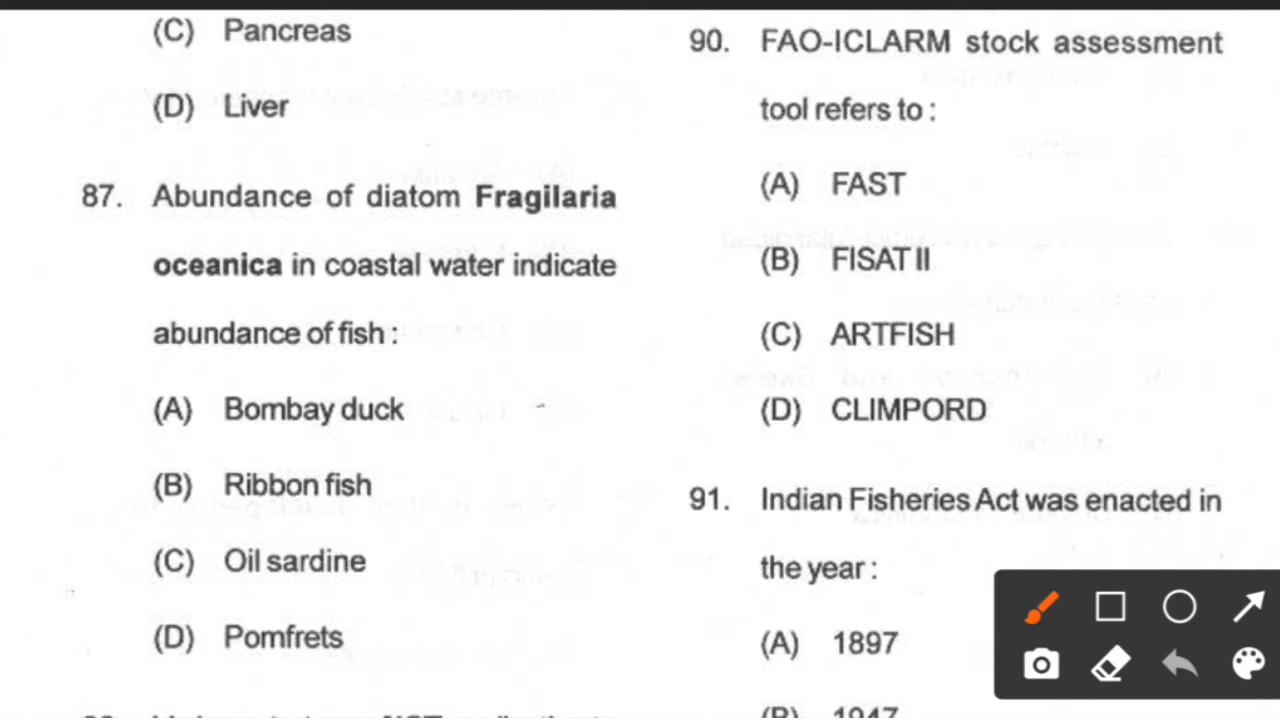 (C) Pancreas
(D) Liver
87. Abundance of diatom Fragilaria
oceanica in coastal water indicate
abundance of fish :
(A) Bombay duck
(B) Ribbon fish
(C) Oil sardine
(D) Pomfrets
90. FAO-ICLARM stock assessment
tool refers to :
(A) FAST
(B) FISAT II
(C) ARTFISH
(D) CLIMPORD
91. Indian Fisheries Act was enacted in
the year :
(A) 1897
(B) 1947